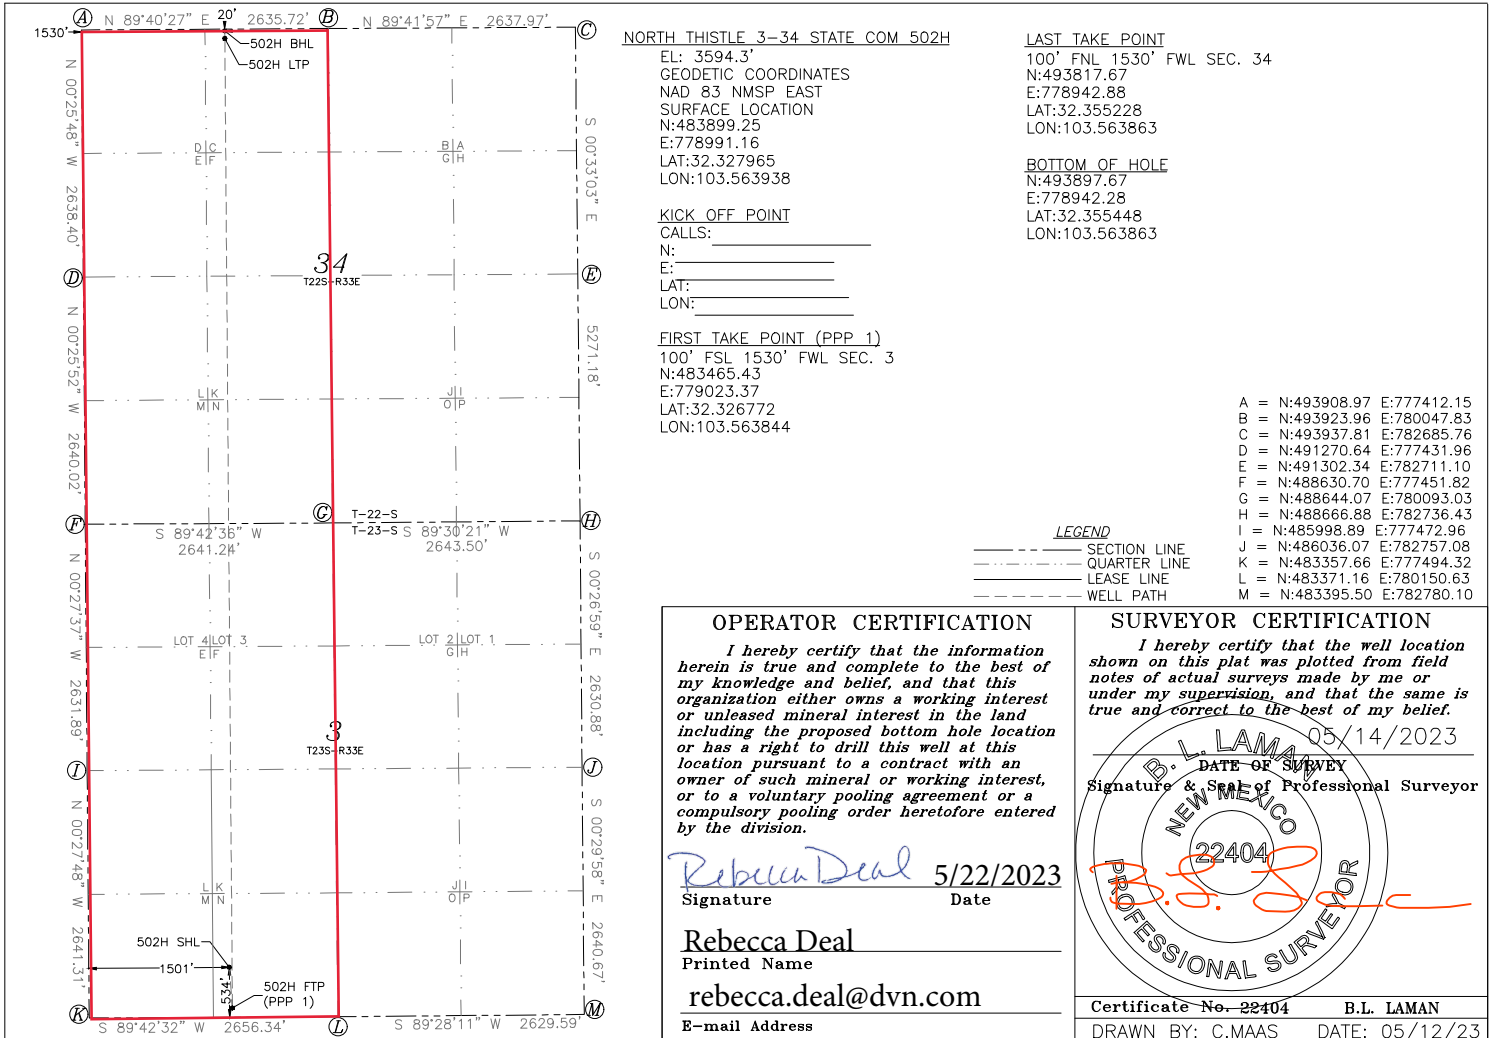 A N 89°40'27" E 20' 2635.72' B N 89°41'57" E 2637.97' C
1530'
502H BHL
502H LTP
N 00°25'48" W 2638.40'
S 00°33'03" E 5271.18'
D C
E F
B A
G H
D
34
T22S-R33E
E
N 00°25'52" W 2640.02'
L K
M N
J I
O P
F
G
T-22-S
T-23-S
H
S 89°42'36" W
2641.24'
S 89°30'21" W
2643.50'
N 00°27'37" W 2631.89'
S 00°26'59" E 2630.88'
LOT 4 LOT 3
E F
LOT 2 LOT 1
G H
3
T23S-R33E
I
J
N 00°27'48" W 2641.31'
S 00°29'58" E 2640.67'
L K
M N
J I
O P
502H SHL
1501'
534'
502H FTP
(PPP 1)
K
S 89°42'32" W 2656.34'
L
S 89°28'11" W 2629.59'
M
NORTH THISTLE 3-34 STATE COM 502H
EL: 3594.3'
GEODETIC COORDINATES
NAD 83 NMSP EAST
SURFACE LOCATION
N:483899.25
E:778991.16
LAT:32.327965
LON:103.563938
KICK OFF POINT
CALLS:
N:
E:
LAT:
LON:
FIRST TAKE POINT (PPP 1)
100' FSL 1530' FWL SEC. 3
N:483465.43
E:779023.37
LAT:32.326772
LON:103.563844
LAST TAKE POINT
100' FNL 1530' FWL SEC. 34
N:493817.67
E:778942.88
LAT:32.355228
LON:103.563863
BOTTOM OF HOLE
N:493897.67
E:778942.28
LAT:32.355448
LON:103.563863
A = N:493908.97 E:777412.15
B = N:493923.96 E:780047.83
C = N:493937.81 E:782685.76
D = N:491270.64 E:777431.96
E = N:491302.34 E:782711.10
F = N:488630.70 E:777451.82
G = N:488644.07 E:780093.03
H = N:488666.88 E:782736.43
I = N:485998.89 E:777472.96
J = N:486036.07 E:782757.08
K = N:483357.66 E:777494.32
L = N:483371.16 E:780150.63
M = N:483395.50 E:782780.10
LEGEND
SECTION LINE
QUARTER LINE
LEASE LINE
WELL PATH
OPERATOR CERTIFICATION
I hereby certify that the information
herein is true and complete to the best of
my knowledge and belief, and that this
organization either owns a working interest
or unleased mineral interest in the land
including the proposed bottom hole location
or has a right to drill this well at this
location pursuant to a contract with an
owner of such mineral or working interest,
or to a voluntary pooling agreement or a
compulsory pooling order heretofore entered
by the division.
Rebecca Deal 5/22/2023
Signature Date
Rebecca Deal
Printed Name
rebecca.deal@dvn.com
E-mail Address
SURVEYOR CERTIFICATION
I hereby certify that the well location
shown on this plat was plotted from field
notes of actual surveys made by me or
under my supervision, and that the same is
true and correct to the best of my belief.
05/14/2023
DATE OF SURVEY
Signature & Seal of Professional Surveyor
B. L. LAMAN
NEW MEXICO
22404
PROFESSIONAL SURVEYOR
Certificate No. 22404 B.L. LAMAN
DRAWN BY: C.MAAS DATE: 05/12/23